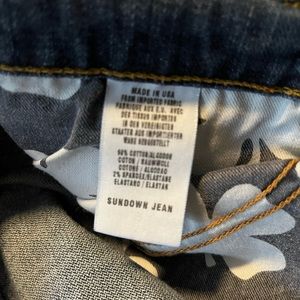 MADE IN USA
FROM IMPORTED FABRIC
FABRIQUE AUX E.U. AVEC
DES TISSUS IMPORTES
IN DEN VEREINIGTEN
STAATEN AUS IMPORTIERTEN
WARE HERGESTELLT
98% COTTON/ALGODON
COTON / BAUMWOLLE
COTONE / ALGODAO
2% SPANDEX/ELASTANE
ELASTANO / ELASTAN
SUNDOWN JEAN